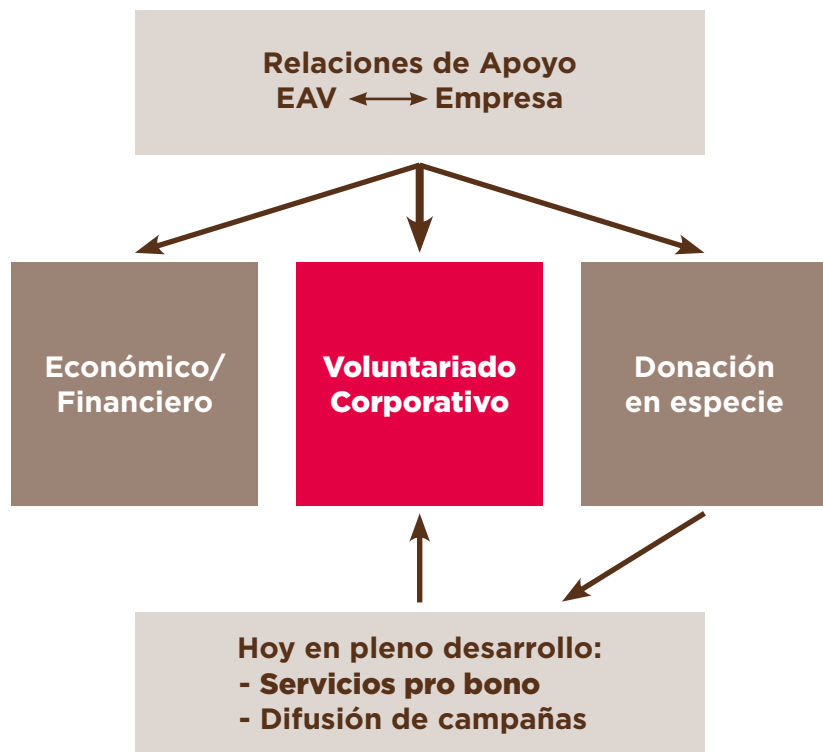 Relaciones de Apoyo
EAV ⟷ Empresa
Económico/
Financiero
Voluntariado
Corporativo
Donación
en especie
Hoy en pleno desarrollo:
- Servicios pro bono
- Difusión de campañas